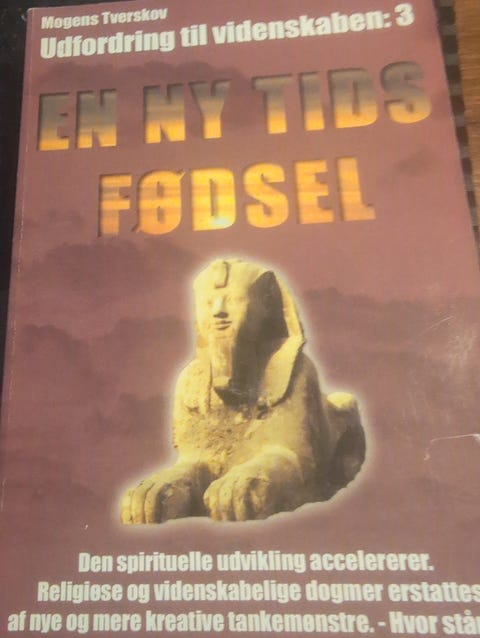 Mogens Tverskov
Udfordring til videnskaben: 3
EN NY TIDS
FØDSEL
Den spirituelle udvikling accelererer.
Religiøse og videnskabelige dogmer erstattes
af nye og mere kreative tankemønstre. - Hvor står